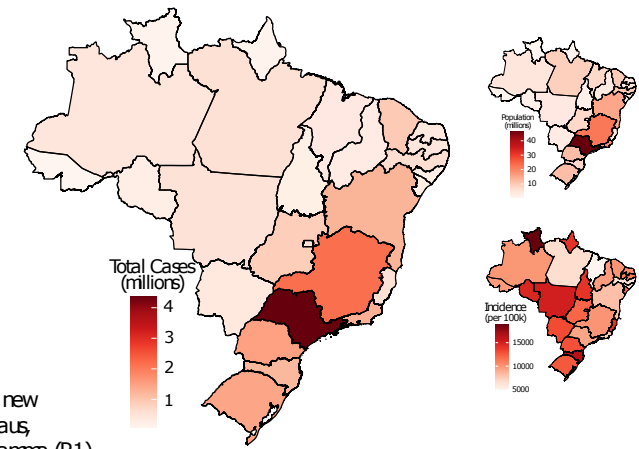 Population
(millions)
40
30
20
10
Total Cases
(millions)
4
3
2
1
Incidence
(per 100k)
15000
10000
5000
new
aus,
(P.1)